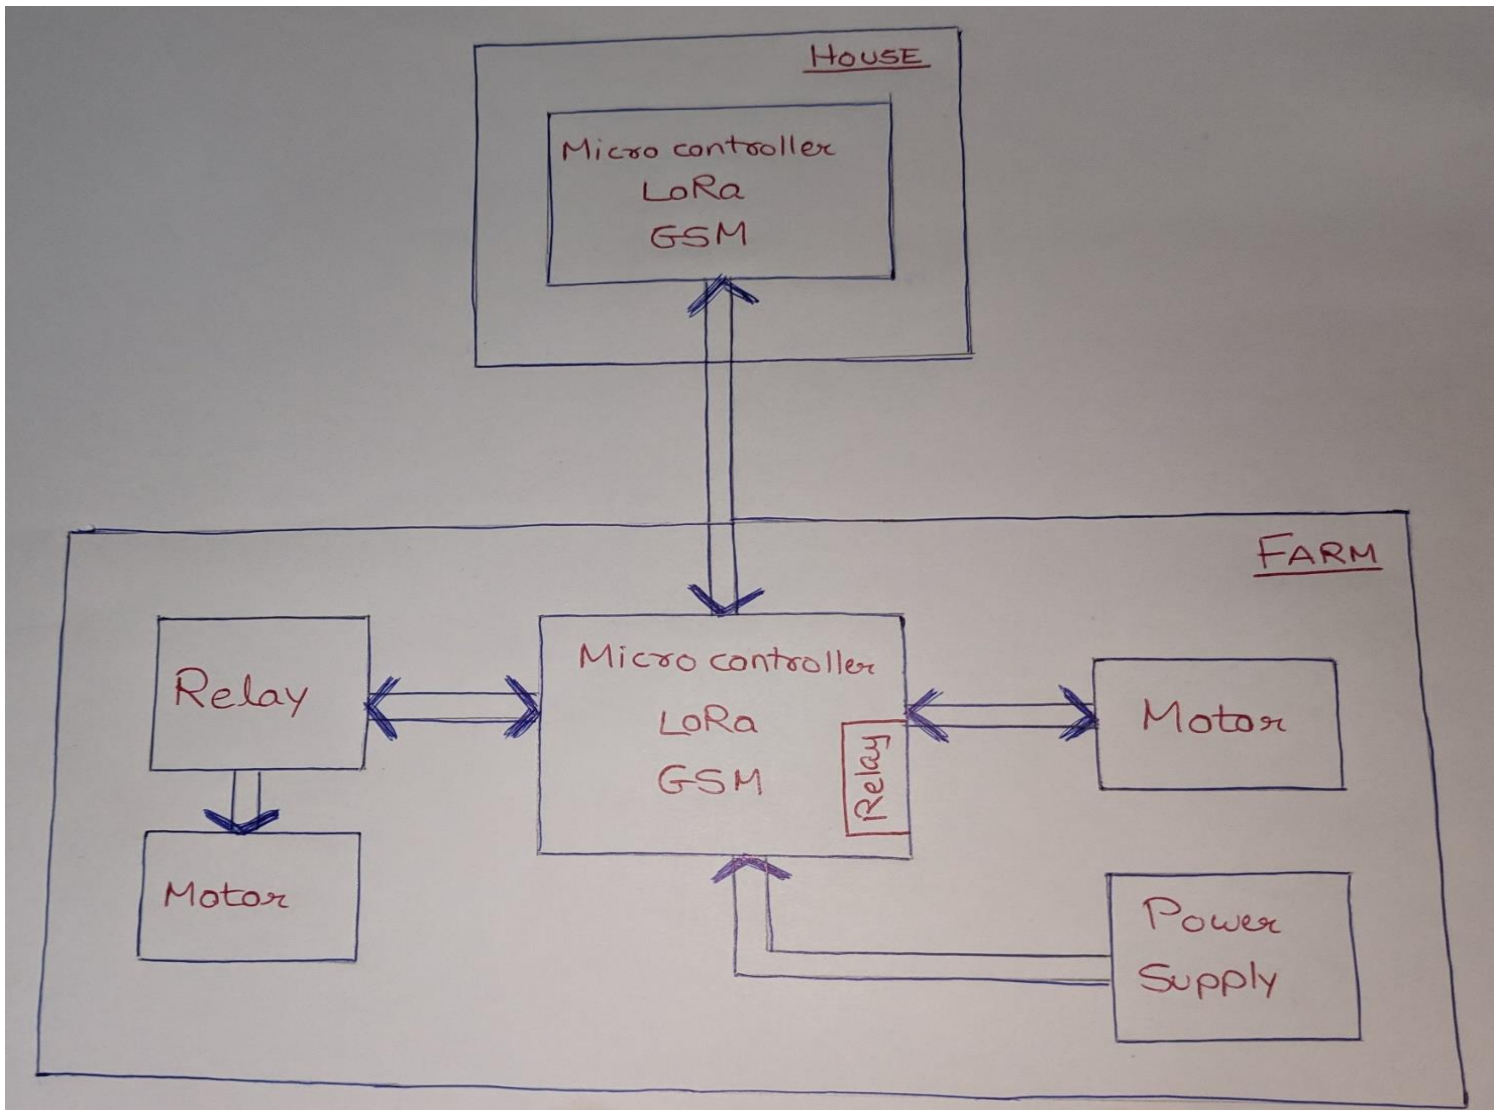 HOUSE
Micro controller
LoRa
GSM
FARM
Micro controller
LoRa
GSM
Relay
Relay
Motor
Motor
Power
Supply